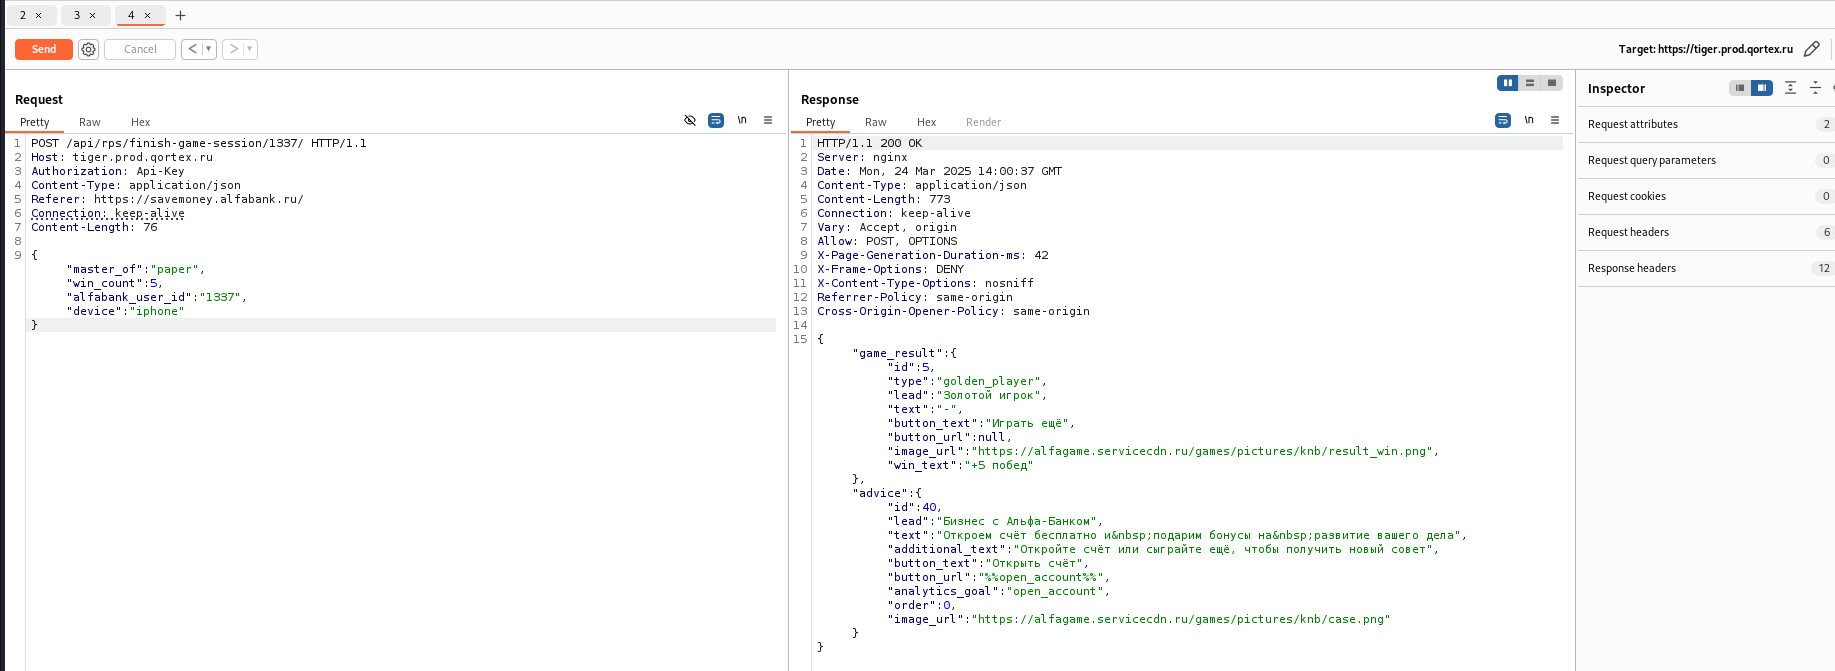 2 × 3 × 4 × +
Send Cancel < > Target: https://tiger.prod.qortex.ru
Request
Pretty Raw Hex \n
1 POST /api/rps/finish-game-session/1337/ HTTP/1.1
2 Host: tiger.prod.qortex.ru
3 Authorization: Api-Key
4 Content-Type: application/json
5 Referer: https://savemoney.alfabank.ru/
6 Connection: keep-alive
7 Content-Length: 76
8
9 {
"master_of":"paper",
"win_count":5,
"alfabank_user_id":"1337",
"device":"iphone"
}
Response
Pretty Raw Hex Render \n
1 HTTP/1.1 200 OK
2 Server: nginx
3 Date: Mon, 24 Mar 2025 14:00:37 GMT
4 Content-Type: application/json
5 Content-Length: 773
6 Connection: keep-alive
7 Vary: Accept, origin
8 Allow: POST, OPTIONS
9 X-Page-Generation-Duration-ms: 42
10 X-Frame-Options: DENY
11 X-Content-Type-Options: nosniff
12 Referrer-Policy: same-origin
13 Cross-Origin-Opener-Policy: same-origin
14
15 {
"game_result":{
"id":5,
"type":"golden_player",
"lead":"Золотой игрок",
"text":"-",
"button_text":"Играть ещё",
"button_url":null,
"image_url":"https://alfagame.servicecdn.ru/games/pictures/knb/result_win.png",
"win_text":"+5 побед"
},
"advice":{
"id":40,
"lead":"Бизнес с Альфа-Банком",
"text":"Откроем счёт бесплатно и&nbsp;подарим бонусы на&nbsp;развитие вашего дела",
"additional_text":"Откройте счёт или сыграйте ещё, чтобы получить новый совет",
"button_text":"Открыть счёт",
"button_url":"%%open_account%%",
"analytics_goal":"open_account",
"order":0,
"image_url":"https://alfagame.servicecdn.ru/games/pictures/knb/case.png"
}
}
Inspector
Request attributes 2
Request query parameters 0
Request cookies 0
Request headers 6
Response headers 12